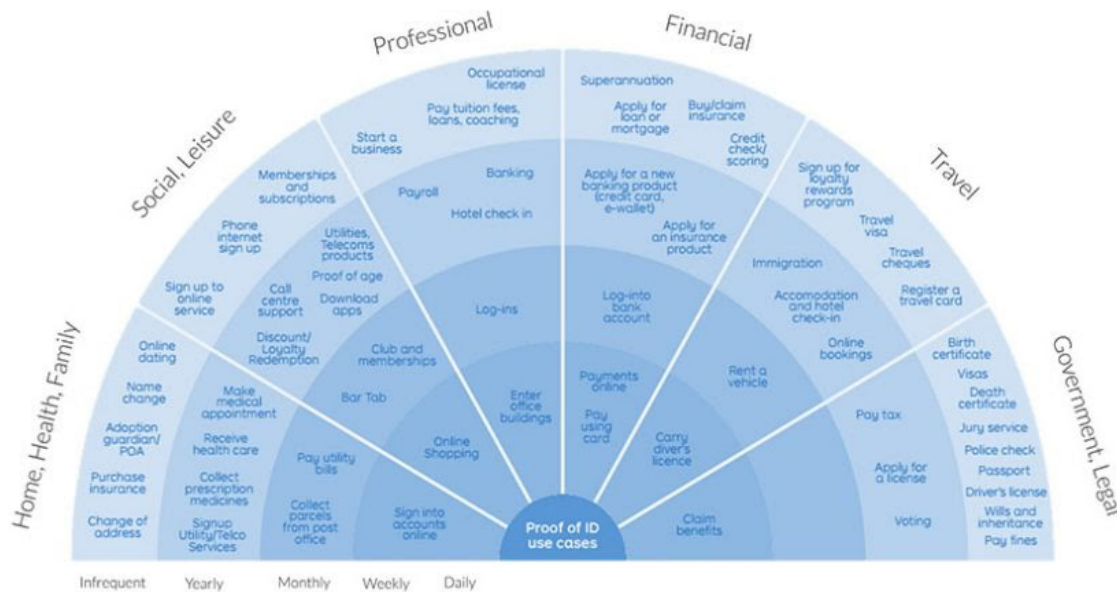 Professional
Financial
Social, Leisure
Travel
Home, Health, Family
Government, Legal
Occupational
license
Pay tuition fees,
loans, coaching
Start a
business
Banking
Payroll
Hotel check in
Log-ins
Enter
office
buildings
Superannuation
Apply for
loan or
mortgage
Buy/claim
insurance
Credit
check/
scoring
Apply for a new
banking product
(credit card,
e-wallet)
Apply for
an insurance
product
Log-into
bank
account
Payments
online
Pay
using
card
Memberships
and
subscriptions
Phone
internet
sign up
Sign up to
online
service
Utilities,
Telecoms
products
Proof of age
Call
centre
support
Download
apps
Discount/
Loyalty
Redemption
Club and
memberships
Bar Tab
Online
Shopping
Sign up for
loyalty
rewards
program
Travel
visa
Travel
cheques
Register a
travel card
Immigration
Accomodation
and hotel
check-in
Online
bookings
Rent a
vehicle
Carry
diver's
licence
Online
dating
Name
change
Adoption
guardian/
POA
Purchase
insurance
Change of
address
Make
medical
appointment
Receive
health care
Collect
prescription
medicines
Signup
Utility/Telco
Services
Pay utility
bills
Collect
parcels
from post
office
Sign into
accounts
online
Birth
certificate
Visas
Death
certificate
Jury service
Police check
Passport
Driver's license
Wills and
inheritance
Pay fines
Pay tax
Apply for
a license
Voting
Claim
benefits
Proof of ID
use cases
Infrequent
Yearly
Monthly
Weekly
Daily